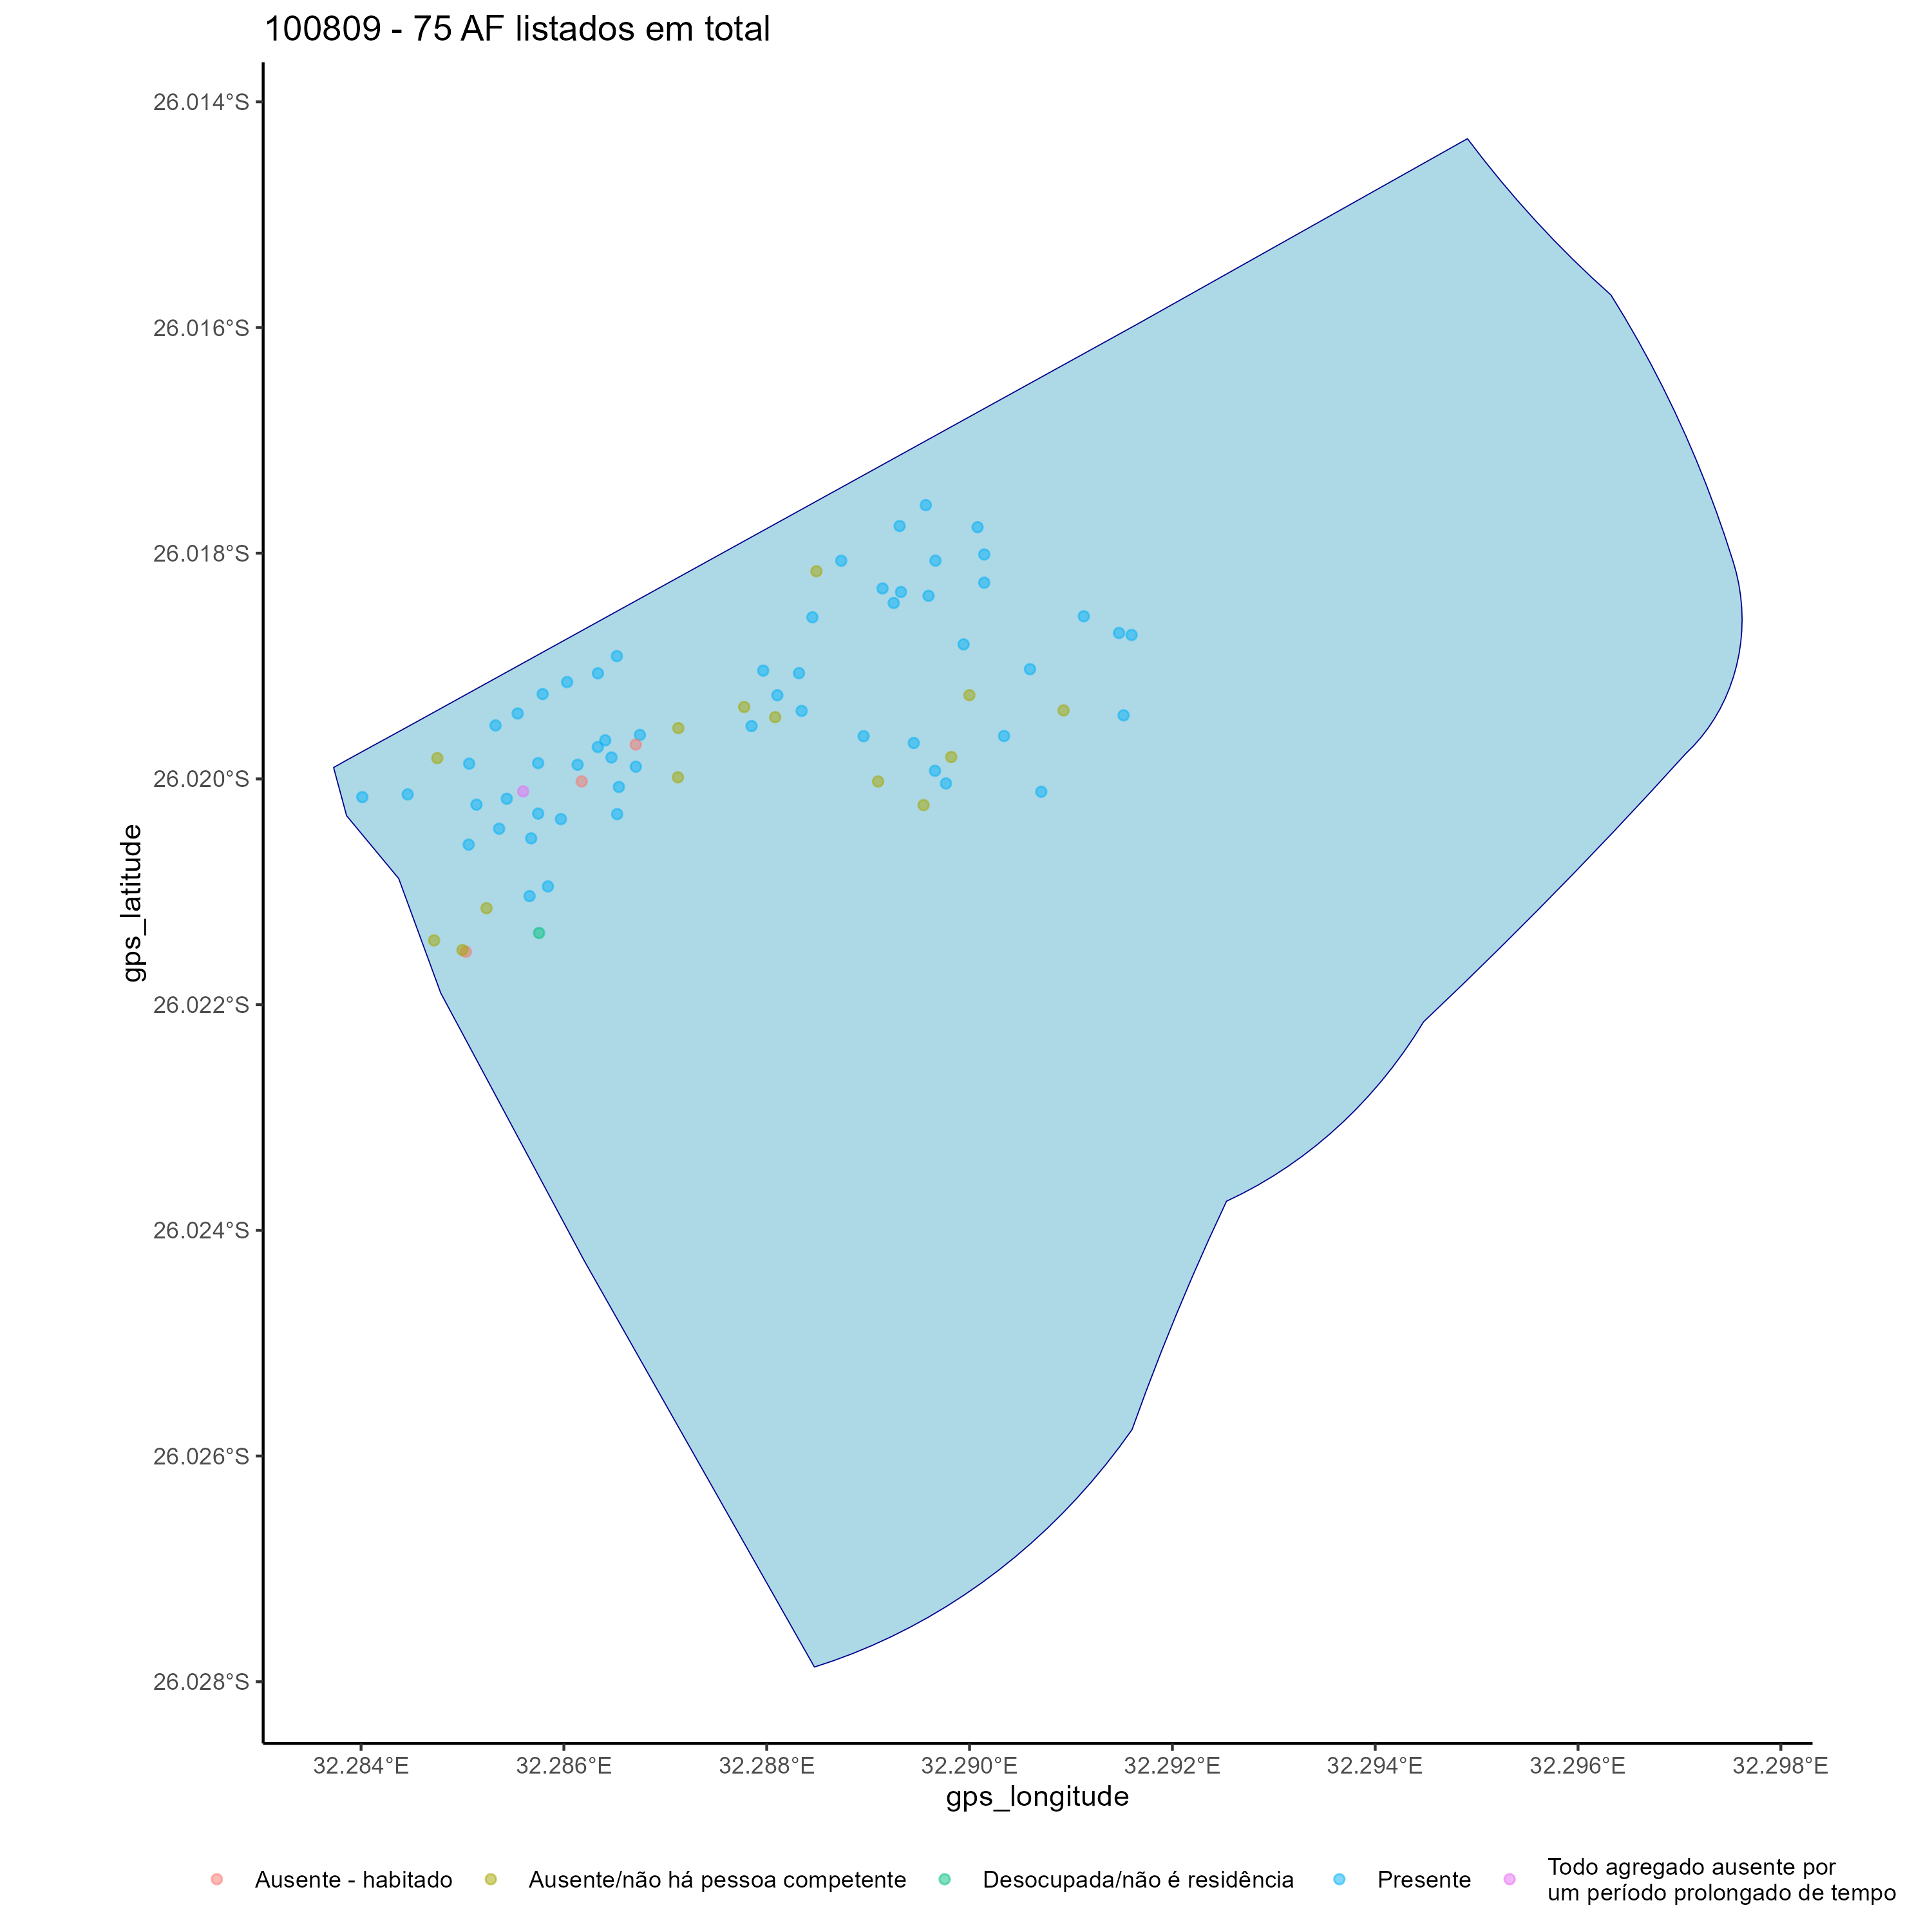 100809 - 75 AF listados em total
26.014°S
26.016°S
26.018°S
26.020°S
26.022°S
26.024°S
26.026°S
26.028°S
gps_latitude
32.284°E 32.286°E 32.288°E 32.290°E 32.292°E 32.294°E 32.296°E 32.298°E
gps_longitude
Ausente - habitado Ausente/não há pessoa competente Desocupada/não é residência Presente Todo agregado ausente por
um período prolongado de tempo